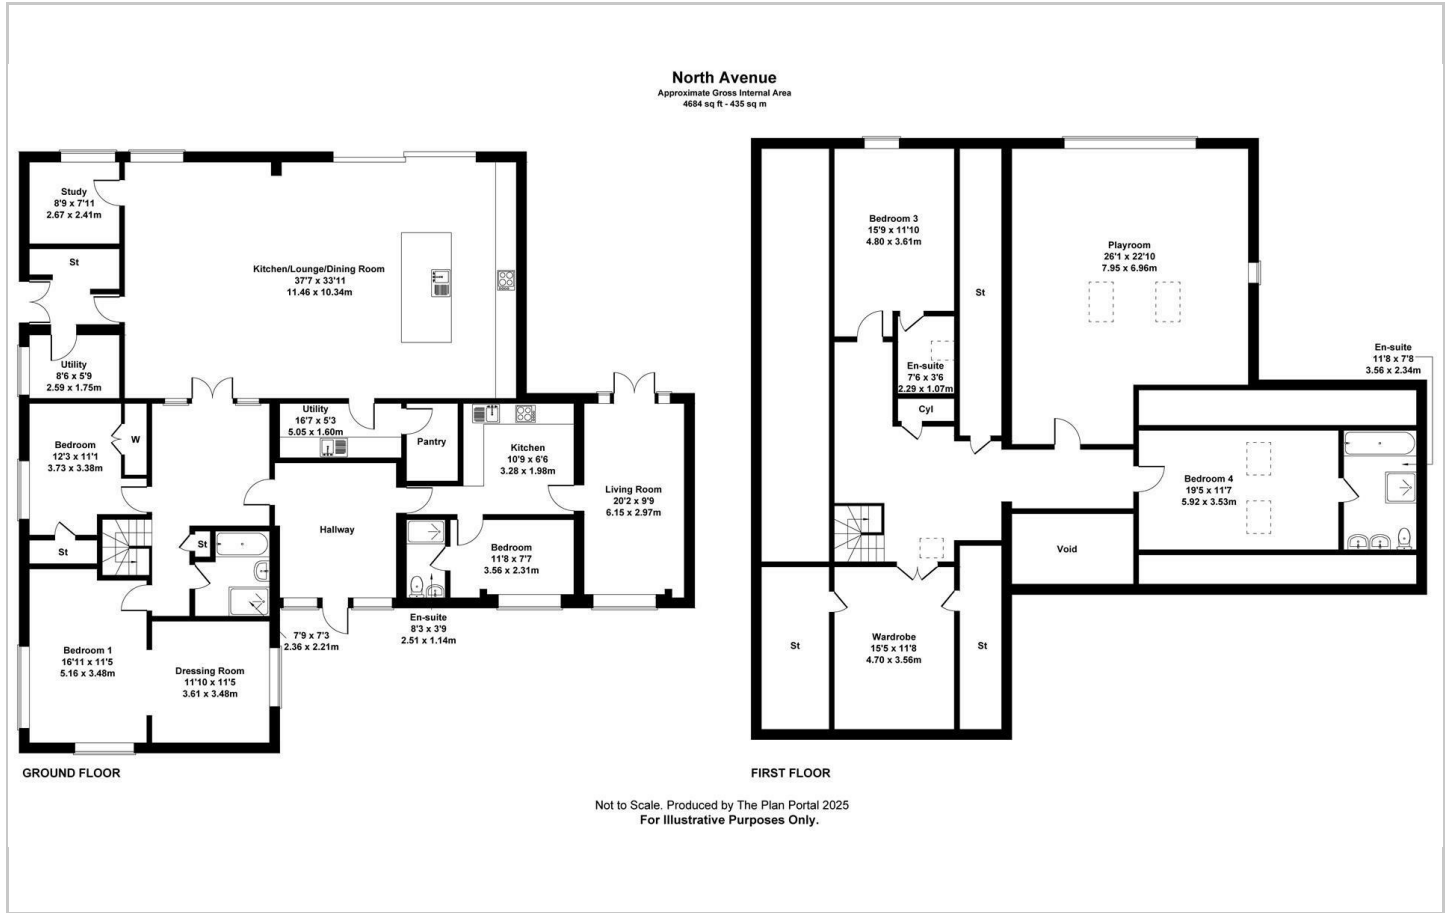 North Avenue
Approximate Gross Internal Area
4684 sq ft - 435 sq m
Study
8'9 x 7'11
2.67 x 2.41m
St
Kitchen/Lounge/Dining Room
37'7 x 33'11
11.46 x 10.34m
Utility
8'6 x 5'9
2.59 x 1.75m
Bedroom
12'3 x 11'1
3.73 x 3.38m
W
Utility
16'7 x 5'3
5.05 x 1.60m
Pantry
Kitchen
10'9 x 6'6
3.28 x 1.98m
Living Room
20'2 x 9'9
6.15 x 2.97m
Hallway
St
St
Bedroom
11'8 x 7'7
3.56 x 2.31m
En-suite
8'3 x 3'9
2.51 x 1.14m
7'9 x 7'3
2.36 x 2.21m
Bedroom 1
16'11 x 11'5
5.16 x 3.48m
Dressing Room
11'10 x 11'5
3.61 x 3.48m
GROUND FLOOR
Bedroom 3
15'9 x 11'10
4.80 x 3.61m
St
Playroom
26'1 x 22'10
7.95 x 6.96m
En-suite
11'8 x 7'8
3.56 x 2.34m
En-suite
7'6 x 3'6
2.29 x 1.07m
Cyl
Bedroom 4
19'5 x 11'7
5.92 x 3.53m
Void
St
Wardrobe
15'5 x 11'8
4.70 x 3.56m
St
FIRST FLOOR
Not to Scale. Produced by The Plan Portal 2025
For Illustrative Purposes Only.